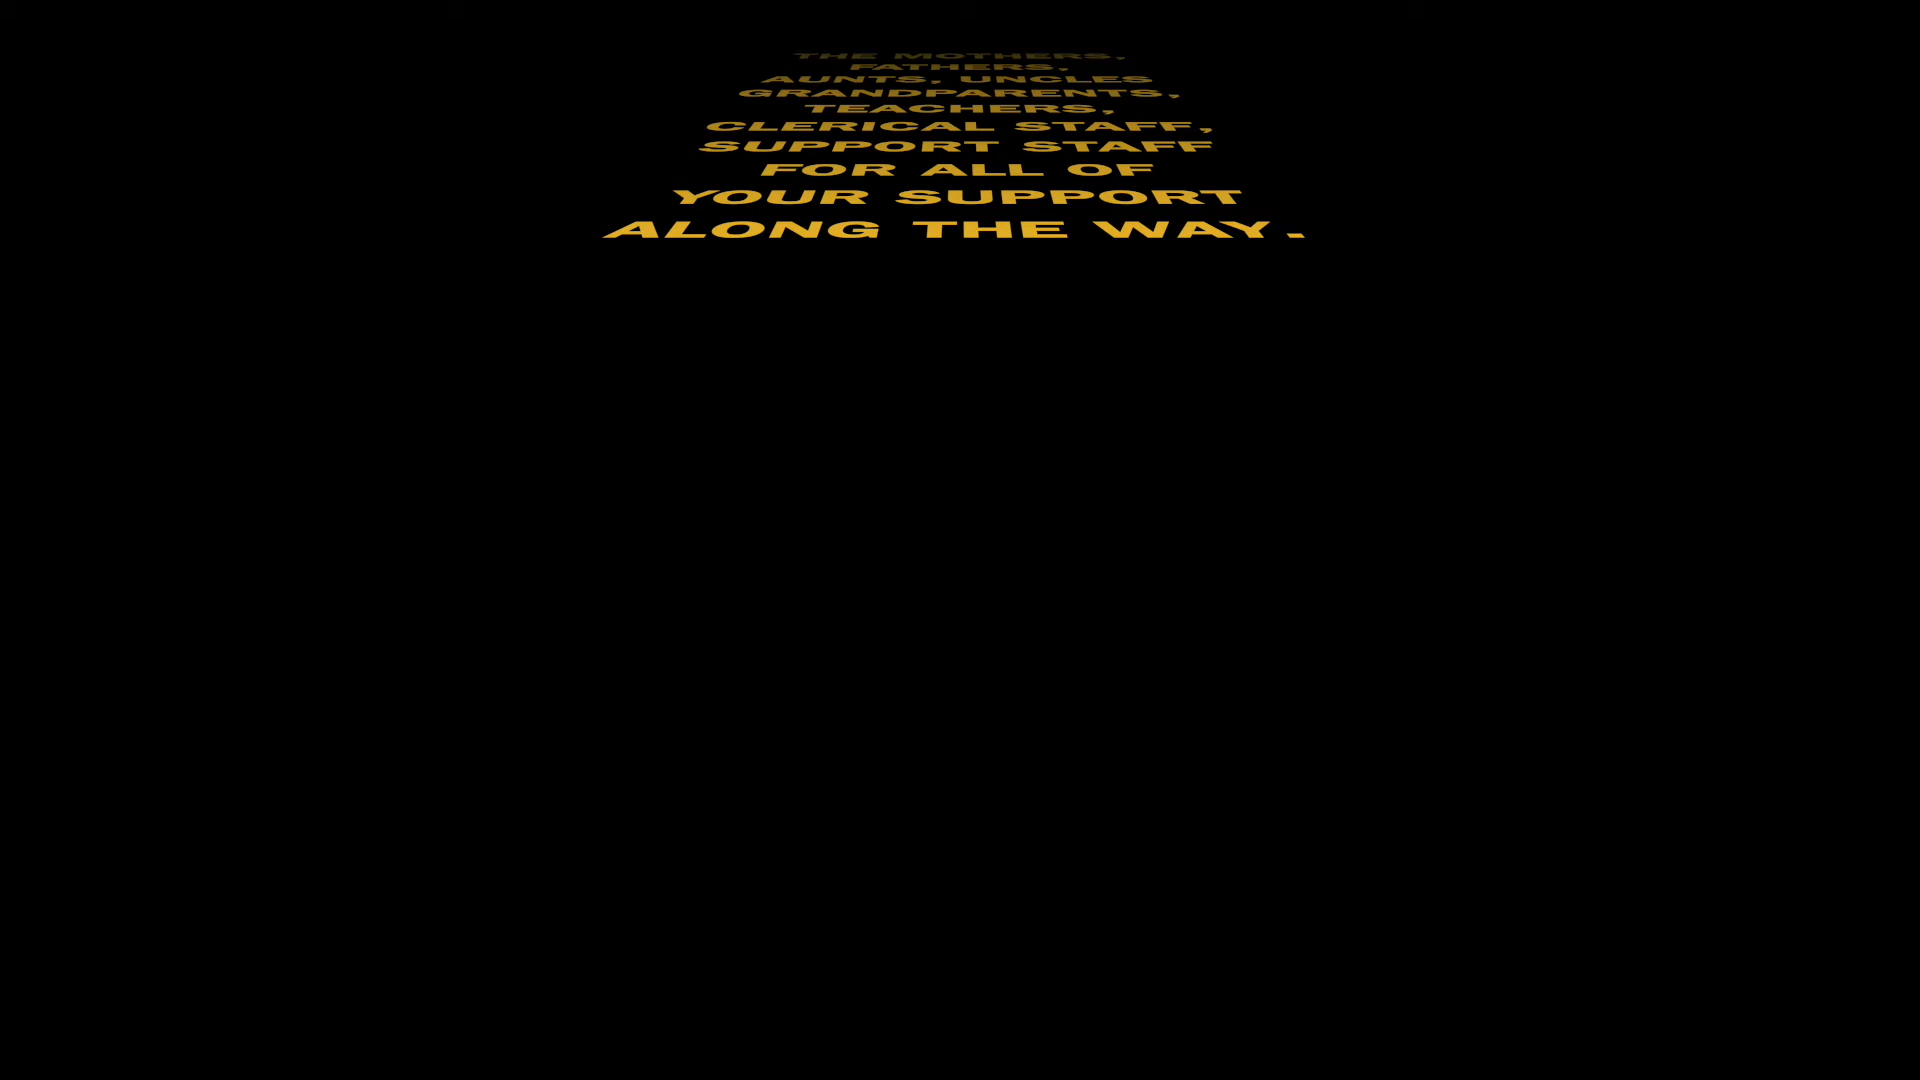 THE MOTHERS,
FATHERS,
AUNTS, UNCLES
GRANDPARENTS,
TEACHERS,
CLERICAL STAFF,
SUPPORT STAFF
FOR ALL OF
YOUR SUPPORT
ALONG THE WAY.